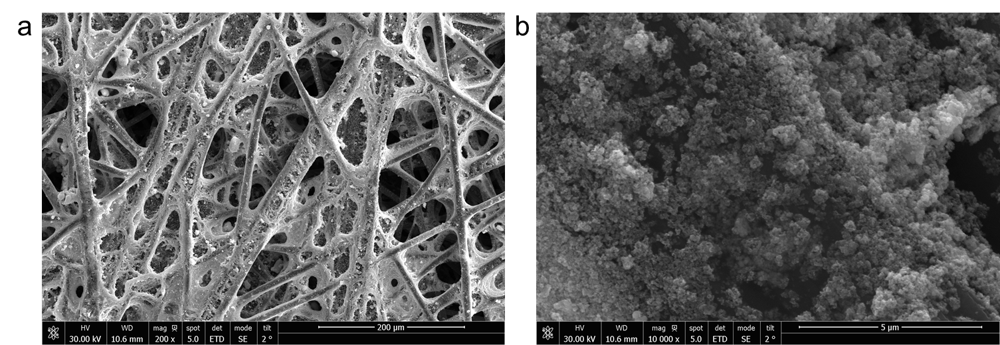 a
b
HV WD mag spot det mode tilt
30.00 kV 10.6 mm 200 x 5.0 ETD SE 2 °
200 µm
HV WD mag spot det mode tilt
30.00 kV 10.6 mm 10 000 x 5.0 ETD SE 2 °
5 µm